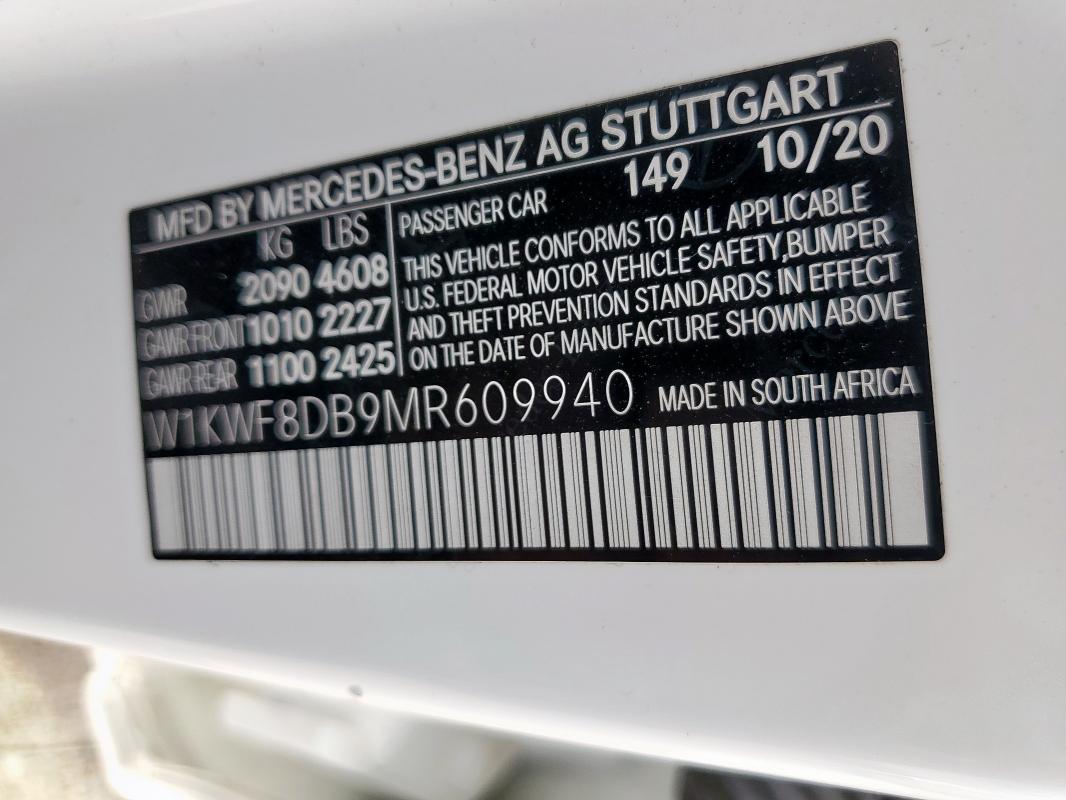 MFD BY MERCEDES-BENZ AG STUTTGART
KG LBS
GVWR 2090 4608
GAWR FRONT 1010 2227
GAWR REAR 1100 2425
PASSENGER CAR 149 10/20
THIS VEHICLE CONFORMS TO ALL APPLICABLE
U.S. FEDERAL MOTOR VEHICLE SAFETY,BUMPER
AND THEFT PREVENTION STANDARDS IN EFFECT
ON THE DATE OF MANUFACTURE SHOWN ABOVE
W1KWF8DB9MR609940 MADE IN SOUTH AFRICA